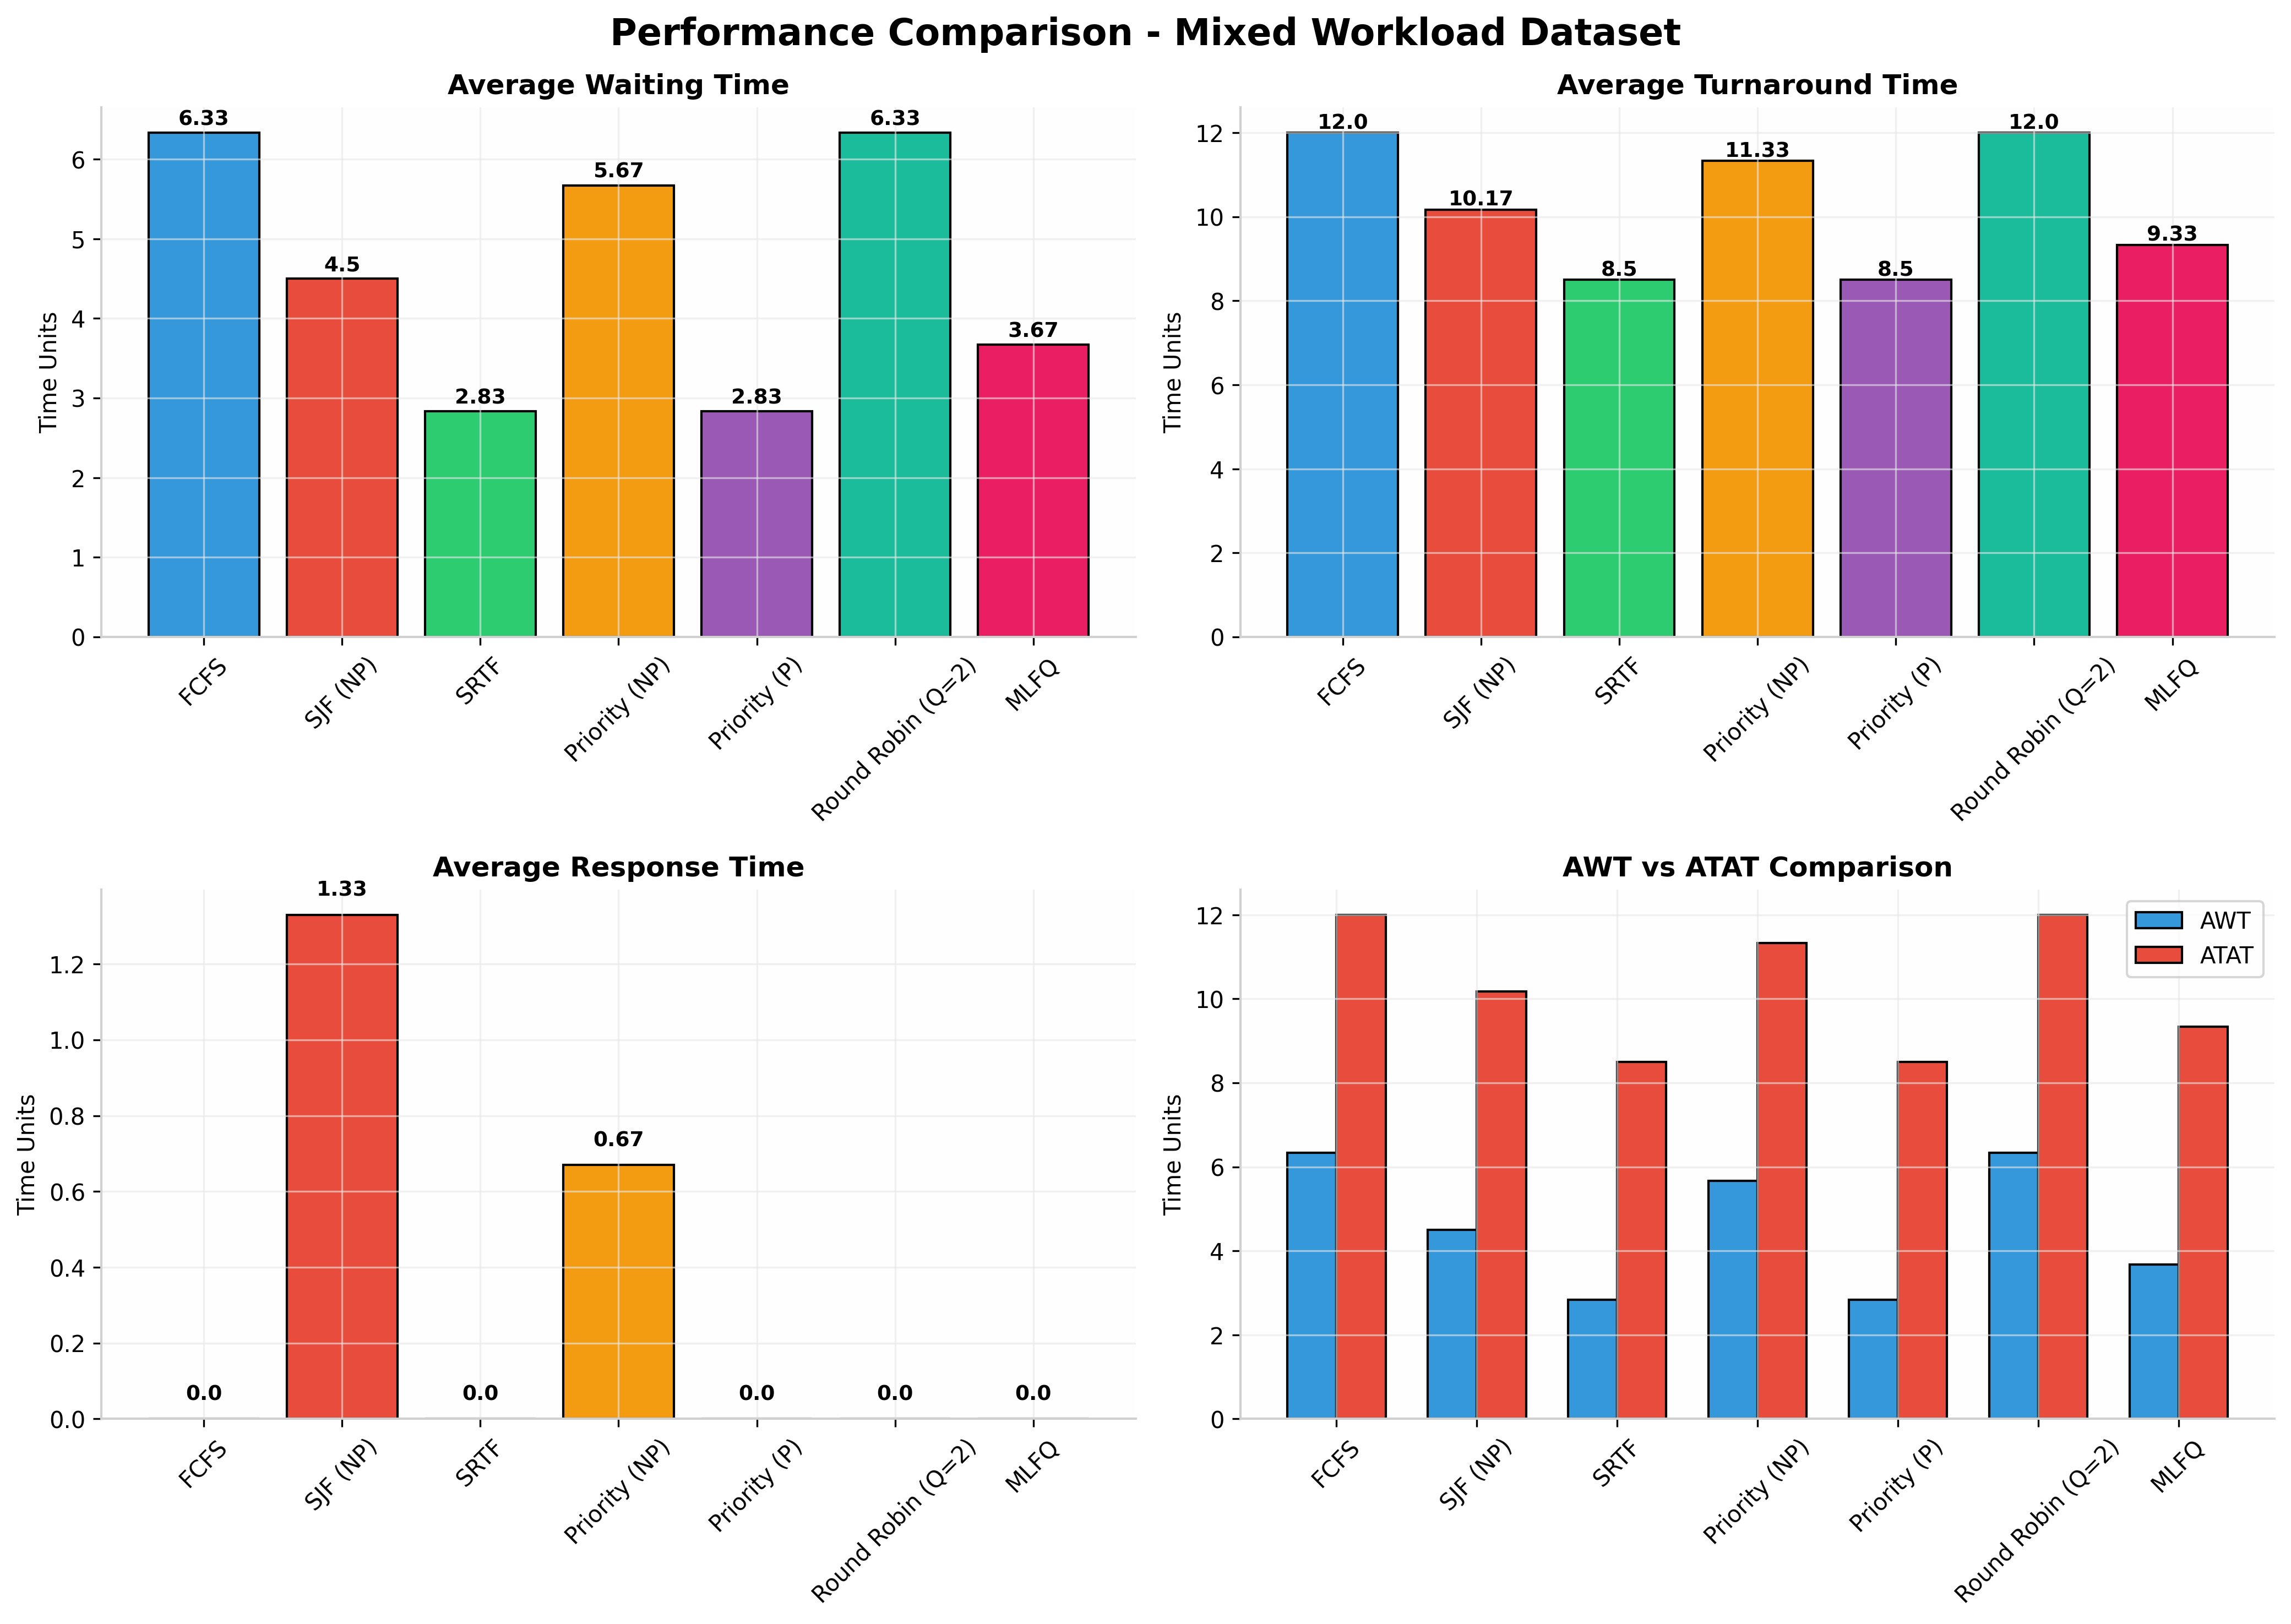 Performance Comparison - Mixed Workload Dataset
Average Waiting Time
Time Units
6
5
4
3
2
1
0
6.33
4.5
2.83
5.67
2.83
6.33
3.67
FCFS
SJF (NP)
SRTF
Priority (NP)
Priority (P)
Round Robin (Q=2)
MLFQ
Average Turnaround Time
Time Units
12
10
8
6
4
2
0
12.0
10.17
8.5
11.33
8.5
12.0
9.33
FCFS
SJF (NP)
SRTF
Priority (NP)
Priority (P)
Round Robin (Q=2)
MLFQ
Average Response Time
Time Units
1.2
1.0
0.8
0.6
0.4
0.2
0.0
0.0
1.33
0.0
0.67
0.0
0.0
0.0
FCFS
SJF (NP)
SRTF
Priority (NP)
Priority (P)
Round Robin (Q=2)
MLFQ
AWT vs ATAT Comparison
Time Units
12
10
8
6
4
2
0
AWT
ATAT
FCFS
SJF (NP)
SRTF
Priority (NP)
Priority (P)
Round Robin (Q=2)
MLFQ